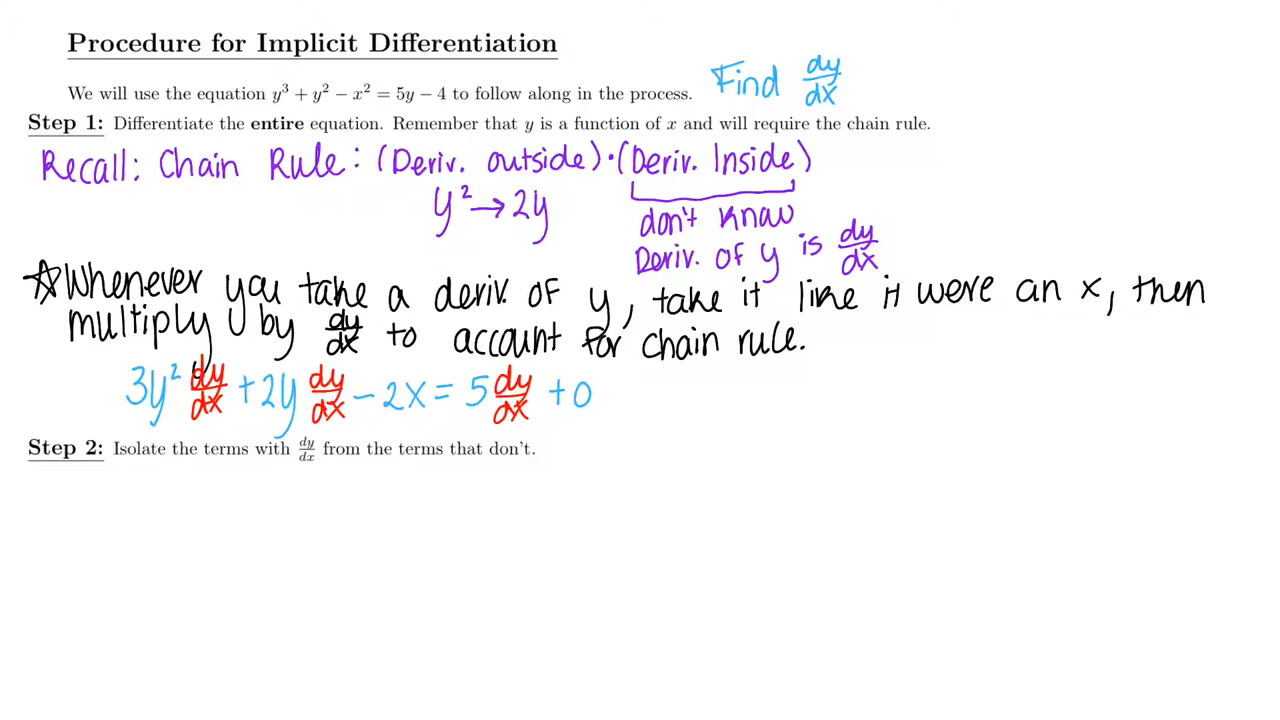 Procedure for Implicit Differentiation
We will use the equation y³ + y² − x² = 5y − 4 to follow along in the process. Find dy/dx
Step 1: Differentiate the entire equation. Remember that y is a function of x and will require the chain rule.
Recall: Chain Rule: (Deriv. outside)·(Deriv. Inside)
y² → 2y
don't know
Deriv. of y is dy/dx
☆Whenever you take a deriv. of y, take it like it were an x, then
multiply by dy/dx to account for chain rule.
3y² dy/dx + 2y dy/dx − 2x = 5 dy/dx + 0
Step 2: Isolate the terms with dy/dx from the terms that don't.